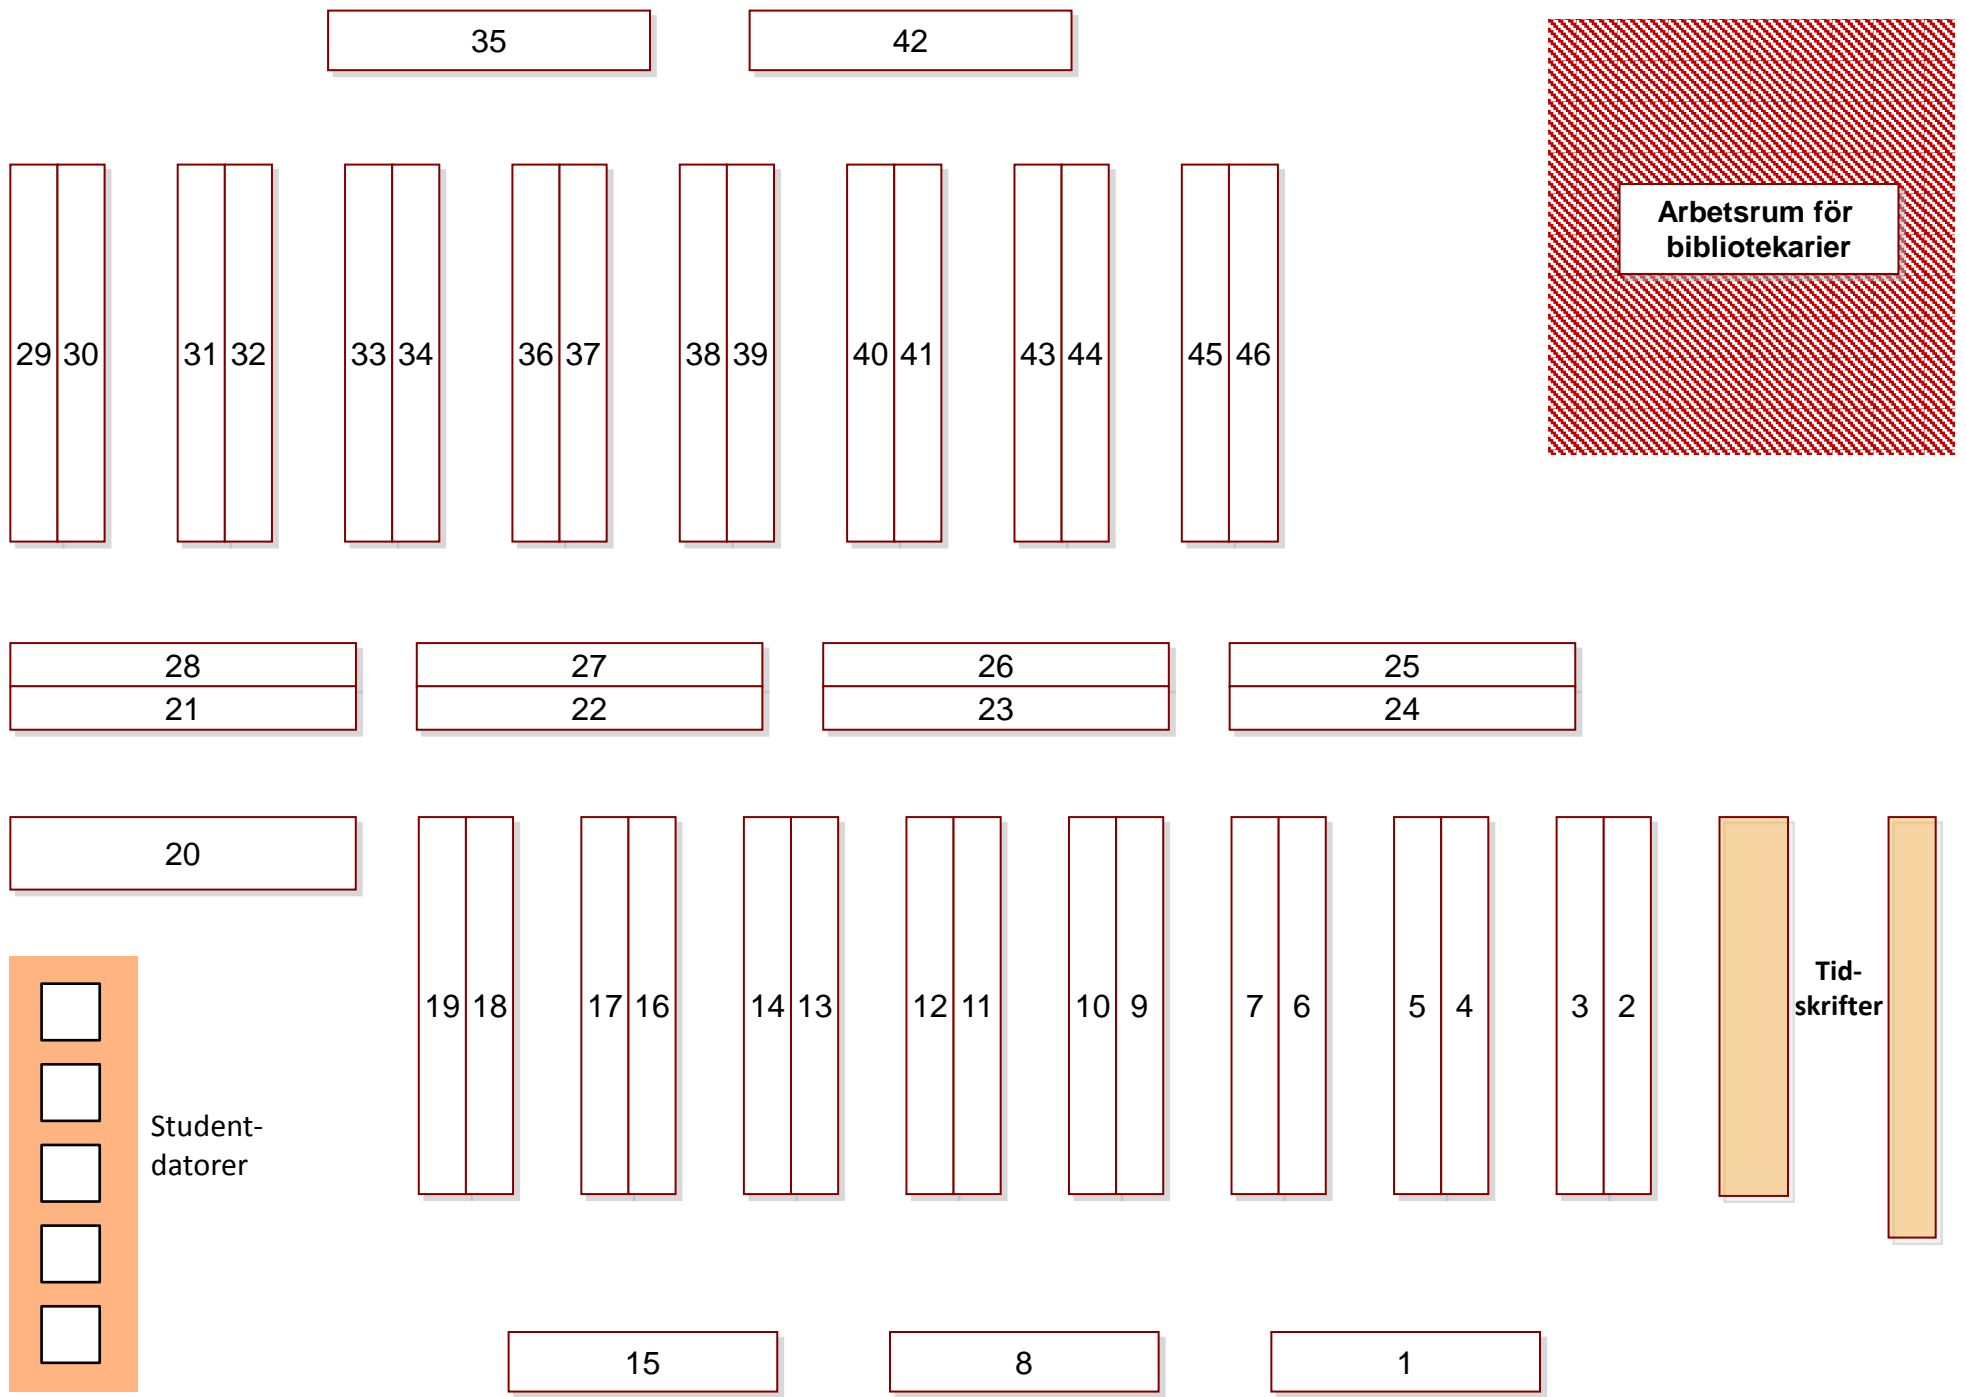 35 42
Arbetsrum för
bibliotekarier
29 30 31 32 33 34 36 37 38 39 40 41 43 44 45 46
28 27 26 25
21 22 23 24
20
19 18 17 16 14 13 12 11 10 9 7 6 5 4 3 2
Tid-
skrifter
Student-
datorer
15 8 1